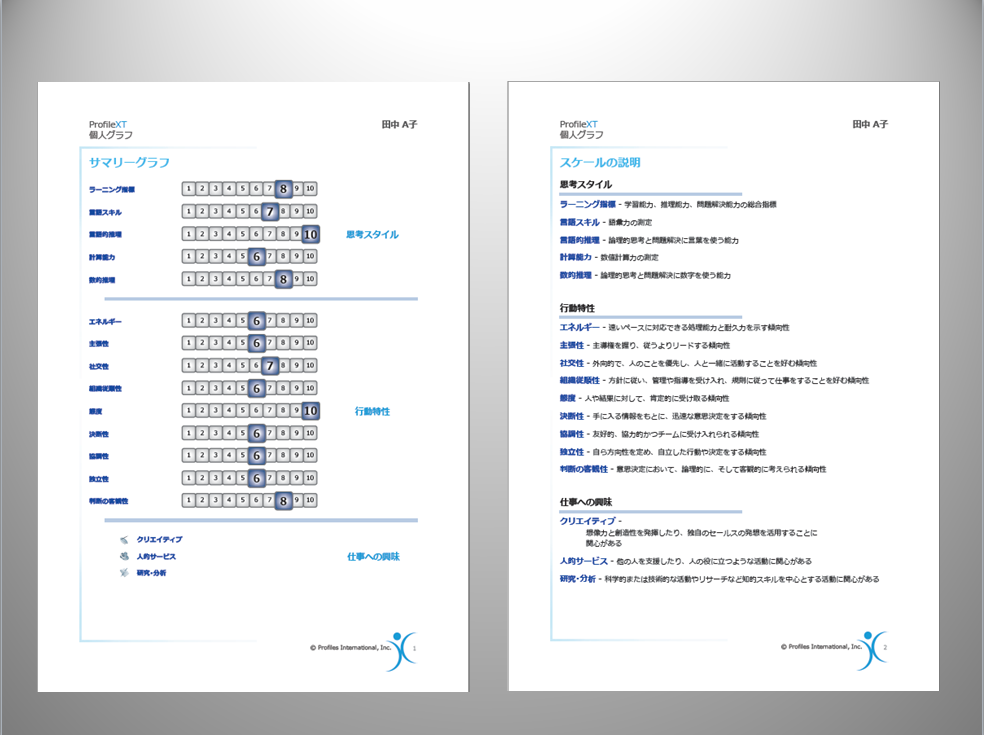 ProfileXT
個人グラフ
田中 A子
サマリーグラフ
ラーニング指標 1 2 3 4 5 6 7 8 9 10
言語スキル 1 2 3 4 5 6 7 8 9 10
言語的推理 1 2 3 4 5 6 7 8 9 10
思考スタイル
計算能力 1 2 3 4 5 6 7 8 9 10
数的推理 1 2 3 4 5 6 7 8 9 10
エネルギー 1 2 3 4 5 6 7 8 9 10
主張性 1 2 3 4 5 6 7 8 9 10
社交性 1 2 3 4 5 6 7 8 9 10
組織従順性 1 2 3 4 5 6 7 8 9 10
態度 1 2 3 4 5 6 7 8 9 10
行動特性
決断性 1 2 3 4 5 6 7 8 9 10
協調性 1 2 3 4 5 6 7 8 9 10
独立性 1 2 3 4 5 6 7 8 9 10
判断の客観性 1 2 3 4 5 6 7 8 9 10
クリエイティブ
人的サービス
仕事への興味
研究・分析
© Profiles International, Inc.
1
ProfileXT
個人グラフ
田中 A子
スケールの説明
思考スタイル
ラーニング指標 - 学習能力、推理能力、問題解決能力の総合指標
言語スキル - 語彙力の測定
言語的推理 - 論理的思考と問題解決に言葉を使う能力
計算能力 - 数値計算力の測定
数的推理 - 論理的思考と問題解決に数字を使う能力
行動特性
エネルギー - 速いペースに対応できる処理能力と耐久力を示す傾向性
主張性 - 主導権を握り、従うよりリードする傾向性
社交性 - 外向的で、人のことを優先し、人と一緒に活動することを好む傾向性
組織従順性 - 方針に従い、管理や指導を受け入れ、規則に従って仕事をすることを好む傾向性
態度 - 人や結果に対して、肯定的に受け取る傾向性
決断性 - 手に入る情報をもとに、迅速な意思決定をする傾向性
協調性 - 友好的、協力的かつチームに受け入れられる傾向性
独立性 - 自ら方向性を定め、自立した行動や決定をする傾向性
判断の客観性 - 意思決定において、論理的に、そして客観的に考えられる傾向性
仕事への興味
クリエイティブ -
想像力と創造性を発揮したり、独自のセールスの発想を活用することに
関心がある
人的サービス - 他の人を支援したり、人の役に立つような活動に関心がある
研究・分析 - 科学的または技術的な活動やリサーチなど知的スキルを中心とする活動に関心がある
© Profiles International, Inc.
2